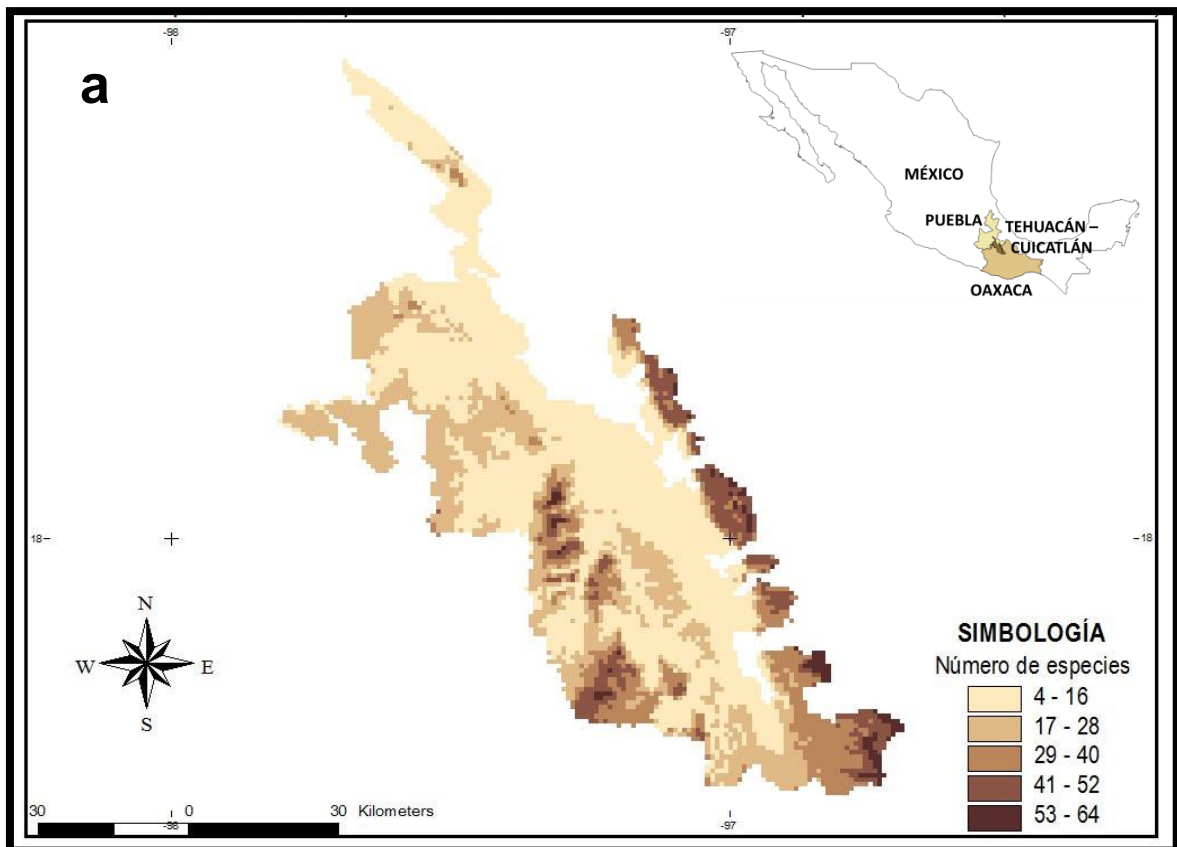 -98
-97
a
MÉXICO
PUEBLA
TEHUACÁN –
CUICATLÁN
OAXACA
18
-18
N
W E
S
SIMBOLOGÍA
Número de especies
4 - 16
17 - 28
29 - 40
41 - 52
53 - 64
30 0 30 Kilometers
-98
-97